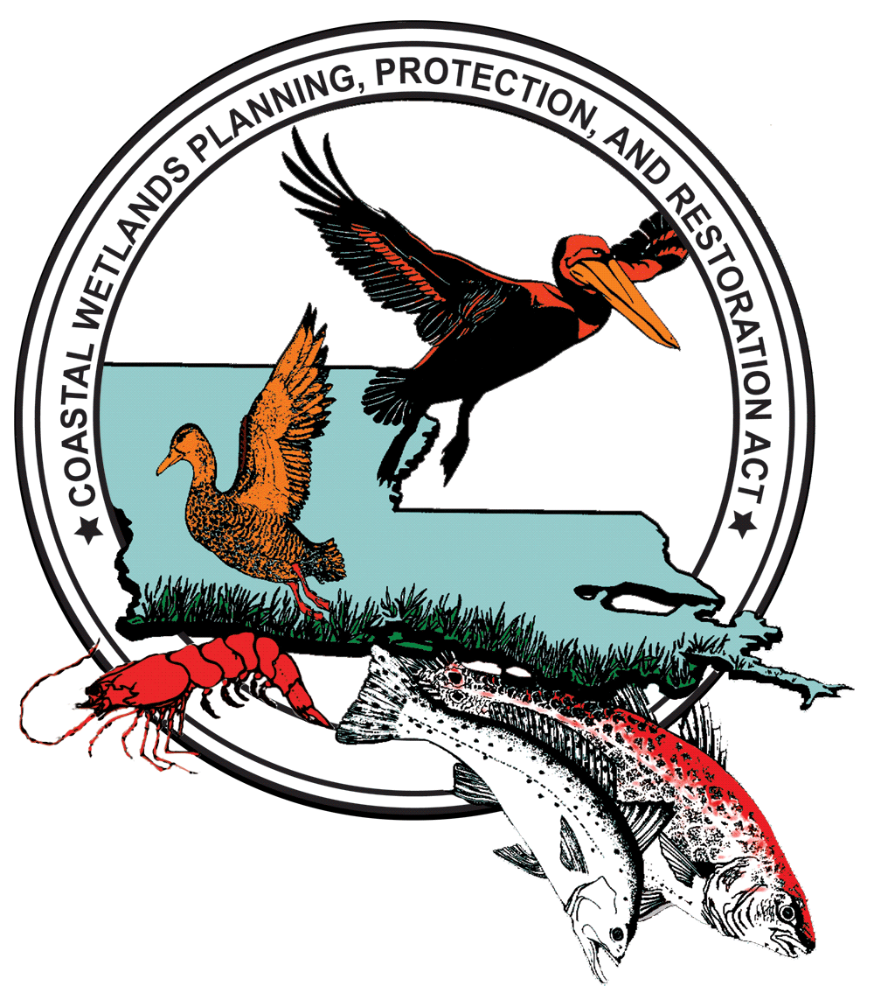 ★ COASTAL WETLANDS PLANNING, PROTECTION, AND RESTORATION ACT ★